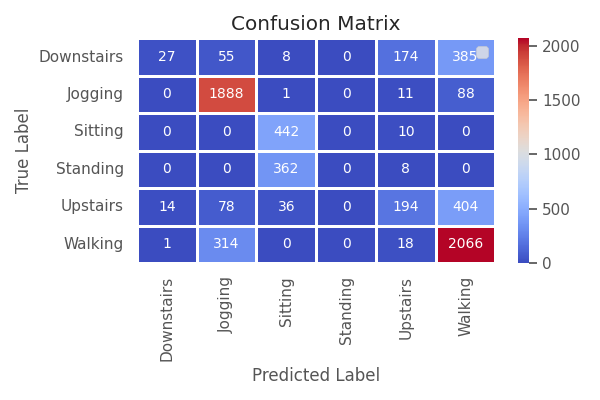 Confusion Matrix
Downstairs 27 55 8 0 174 385
Jogging 0 1888 1 0 11 88
Sitting 0 0 442 0 10 0
Standing 0 0 362 0 8 0
Upstairs 14 78 36 0 194 404
Walking 1 314 0 0 18 2066
True Label
Downstairs Jogging Sitting Standing Upstairs Walking
Predicted Label
2000
1500
1000
500
0